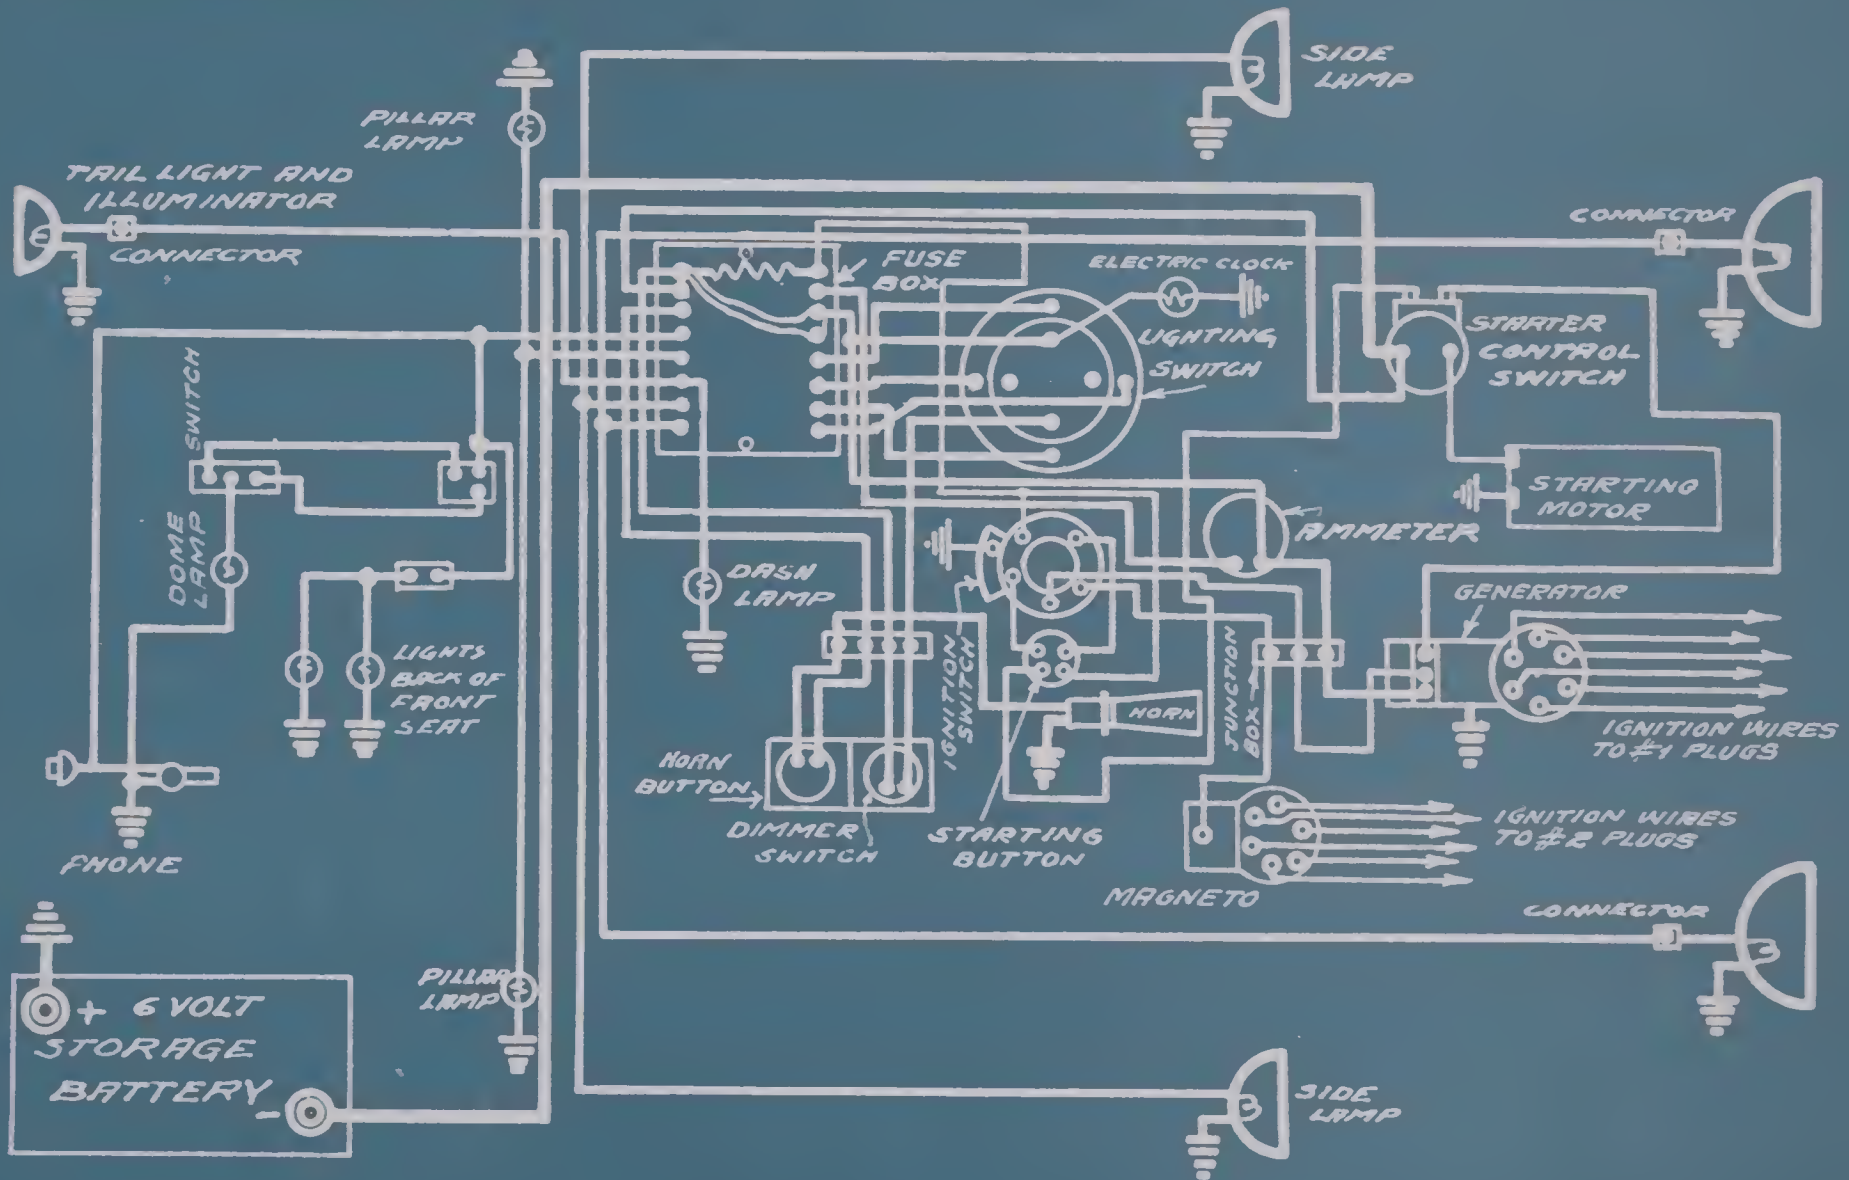 SIDE
LAMP
PILLAR
LAMP
TAIL LIGHT AND
ILLUMINATOR
CONNECTOR
CONNECTOR
FUSE
BOX
ELECTRIC CLOCK
LIGHTING
SWITCH
STARTER
CONTROL
SWITCH
SWITCH
DOME
LAMP
STARTING
MOTOR
AMMETER
DASH
LAMP
GENERATOR
LIGHTS
BACK OF
FRONT
SEAT
IGNITION
SWITCH
JUNCTION
BOX
HORN
IGNITION WIRES
TO #1 PLUGS
HORN
BUTTON
DIMMER
SWITCH
STARTING
BUTTON
IGNITION WIRES
TO #2 PLUGS
PHONE
MAGNETO
CONNECTOR
PILLAR
LAMP
+ 6 VOLT
STORAGE
BATTERY -
SIDE
LAMP